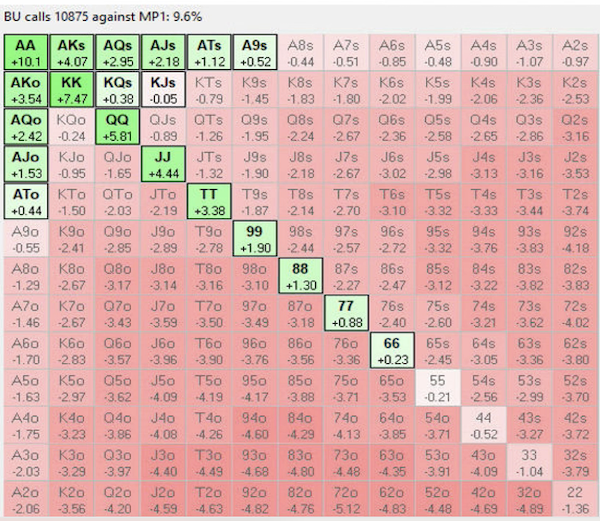 BU calls 10875 against MP1: 9.6%
AA AKs AQs AJs ATs A9s A8s A7s A6s A5s A4s A3s A2s
+10.1 +4.07 +2.95 +2.18 +1.12 +0.52 -0.44 -0.51 -0.85 -0.48 -0.90 -1.07 -0.97
AKo KK KQs KJs KTs K9s K8s K7s K6s K5s K4s K3s K2s
+3.54 +7.47 +0.38 -0.05 -0.79 -1.45 -1.83 -1.80 -2.02 -1.99 -2.06 -2.36 -2.53
AQo KQo QQ QJs QTs Q9s Q8s Q7s Q6s Q5s Q4s Q3s Q2s
+2.42 -0.24 +5.81 -0.89 -1.26 -1.95 -2.24 -2.67 -2.36 -2.58 -2.65 -2.86 -3.16
AJo KJo QJo JJ JTs J9s J8s J7s J6s J5s J4s J3s J2s
+1.53 -0.95 -1.65 +4.44 -1.32 -1.90 -2.18 -2.67 -3.02 -2.98 -3.13 -3.16 -3.53
ATo KTo QTo JTo TT T9s T8s T7s T6s T5s T4s T3s T2s
+0.44 -1.50 -2.03 -2.19 +3.38 -1.87 -2.14 -2.70 -3.10 -3.32 -3.33 -3.44 -3.74
A9o K9o Q9o J9o T9o 99 98s 97s 96s 95s 94s 93s 92s
-0.55 -2.41 -2.85 -2.89 -2.78 +1.90 -2.44 -2.57 -2.72 -3.32 -3.76 -3.83 -4.18
A8o K8o Q8o J8o T8o 98o 88 87s 86s 85s 84s 83s 82s
-1.29 -2.67 -3.17 -3.14 -3.16 -3.10 +1.30 -2.27 -2.47 -3.12 -3.22 -3.82 -3.83
A7o K7o Q7o J7o T7o 97o 87o 77 76s 75s 74s 73s 72s
-1.46 -2.67 -3.43 -3.59 -3.50 -3.49 -3.18 +0.88 -2.40 -2.60 -3.21 -3.62 -4.02
A6o K6o Q6o J6o T6o 96o 86o 76o 66 65s 64s 63s 62s
-1.70 -2.83 -3.57 -3.96 -3.90 -3.76 -3.56 -3.36 +0.23 -2.45 -3.05 -3.36 -3.80
A5o K5o Q5o J5o T5o 95o 85o 75o 65o 55 54s 53s 52s
-1.63 -2.97 -3.62 -4.09 -4.19 -4.17 -3.88 -3.71 -3.53 -0.21 -2.56 -2.99 -3.70
A4o K4o Q4o J4o T4o 94o 84o 74o 64o 54o 44 43s 42s
-1.75 -3.23 -3.86 -4.08 -4.26 -4.60 -4.29 -4.13 -3.85 -3.71 -0.52 -3.27 -3.72
A3o K3o Q3o J3o T3o 93o 83o 73o 63o 53o 43o 33 32s
-2.03 -3.29 -3.97 -4.40 -4.49 -4.68 -4.80 -4.48 -4.35 -3.91 -4.09 -1.04 -3.79
A2o K2o Q2o J2o T2o 92o 82o 72o 62o 52o 42o 32o 22
-2.06 -3.56 -4.20 -4.59 -4.63 -4.82 -4.76 -5.12 -4.83 -4.48 -4.69 -4.89 -1.36